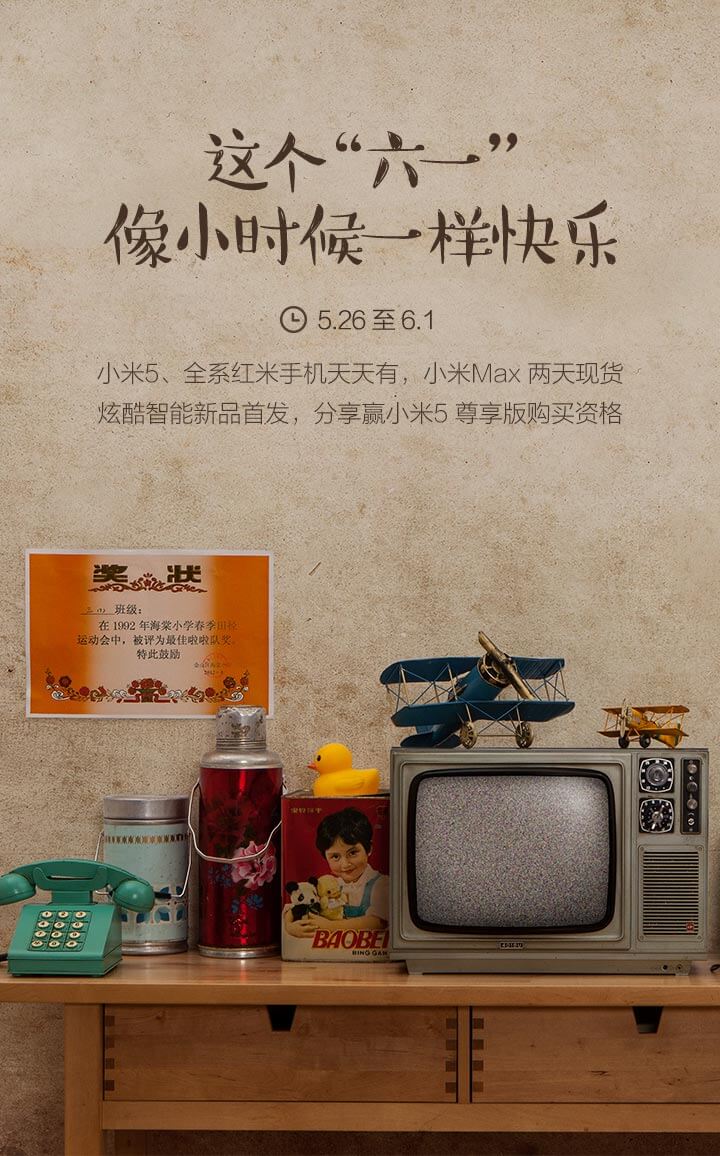 这个“六一”
像小时候一样快乐
5.26 至 6.1
小米5、全系红米手机天天有，小米Max 两天现货
炫酷智能新品首发，分享赢小米5 尊享版购买资格
奖 状
班级：
在 1992 年海棠小学春季田径
运动会中，被评为最佳啦啦队奖。
特此鼓励
BAOBEI
BING GAN